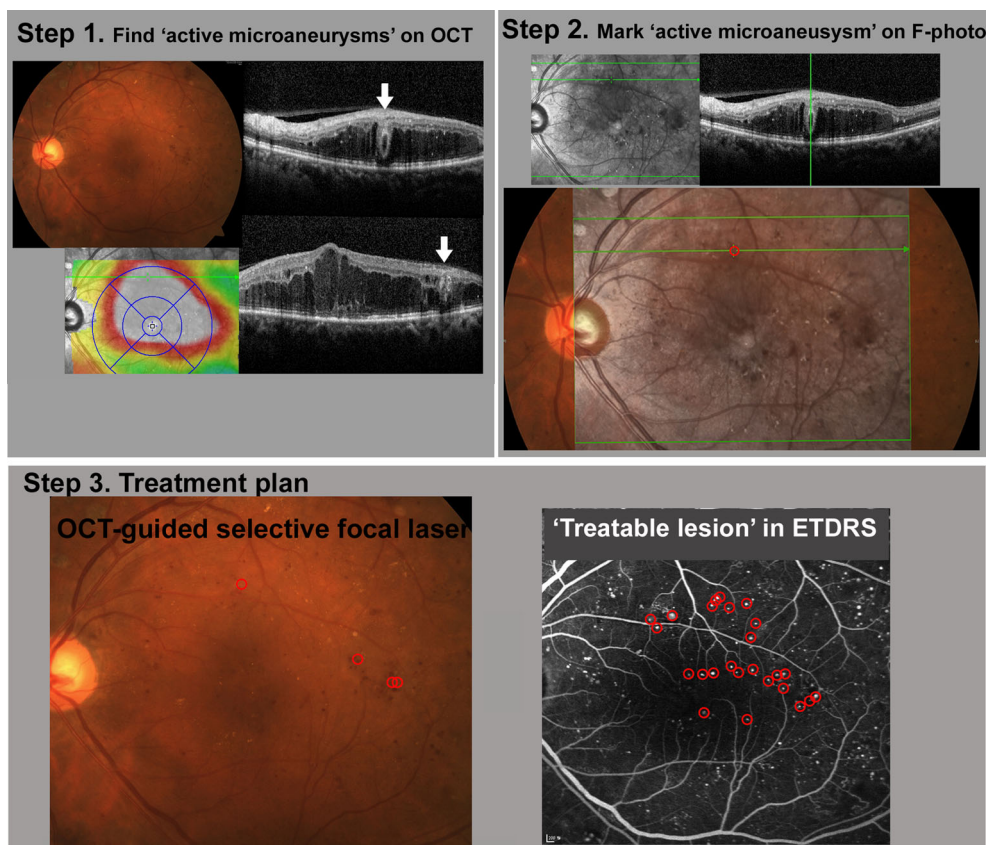 Step 1. Find ‘active microaneurysms’ on OCT
Step 2. Mark ‘active microaneusysm’ on F-photo
Step 3. Treatment plan
OCT-guided selective focal laser
‘Treatable lesion’ in ETDRS